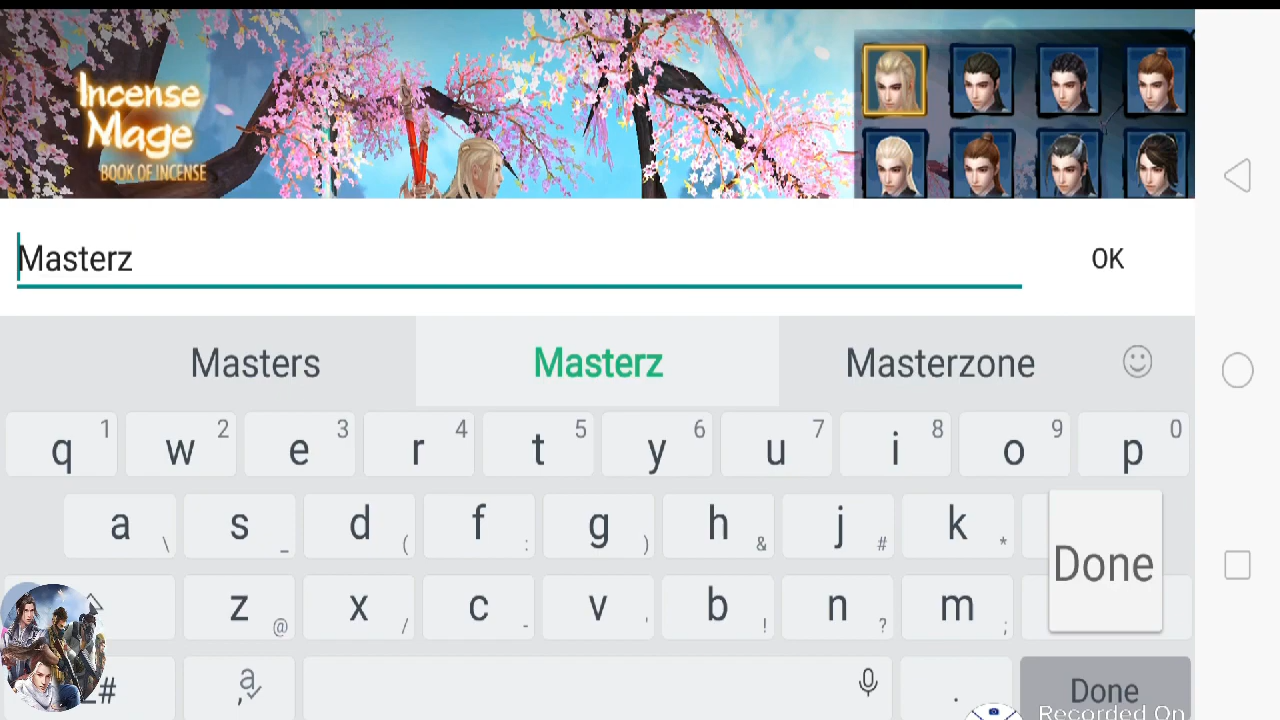 Incense
Mage
BOOK OF INCENSE
Masterz
OK
Masters Masterz Masterzone
q 1 w 2 e 3 r 4 t 5 y 6 u 7 i 8 o 9 p 0
a \ s _ d ( f : g ) h & j # k *
Done
z @ x / c - v ' b ! n ? m ;
# , a . Done
Recorded On